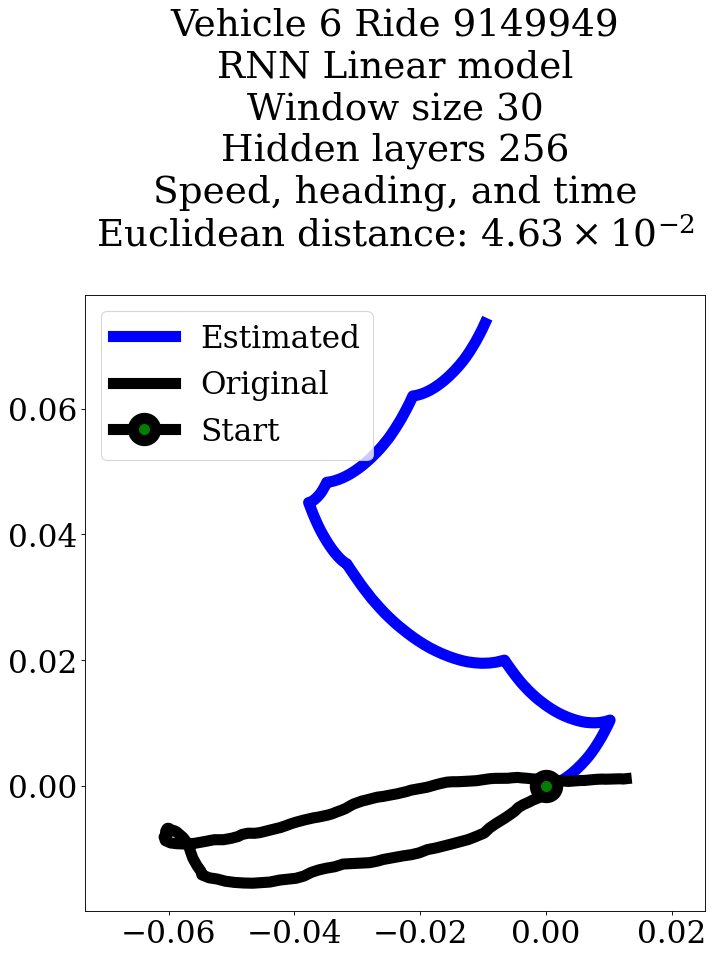 Vehicle 6 Ride 9149949
RNN Linear model
Window size 30
Hidden layers 256
Speed, heading, and time
Euclidean distance: 4.63 × 10⁻²
Estimated
Original
Start
0.06
0.04
0.02
0.00
−0.06 −0.04 −0.02 0.00 0.02